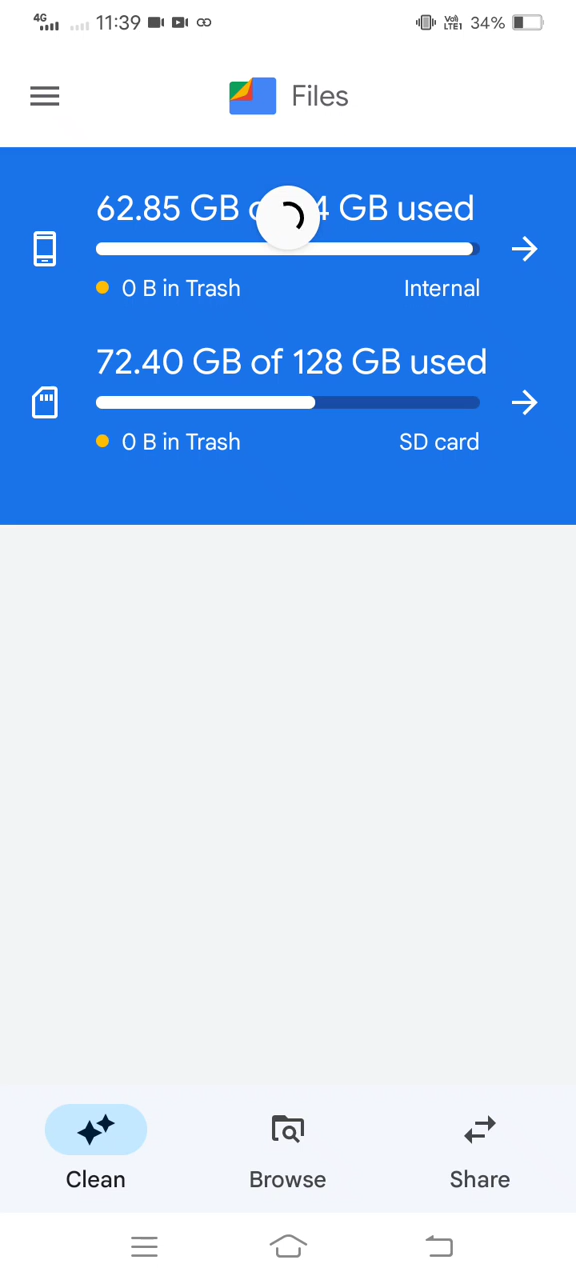 4G 11:39 VoLTE1 34%
Files
62.85 GB 4 GB used
0 B in Trash Internal
72.40 GB of 128 GB used
0 B in Trash SD card
Clean Browse Share